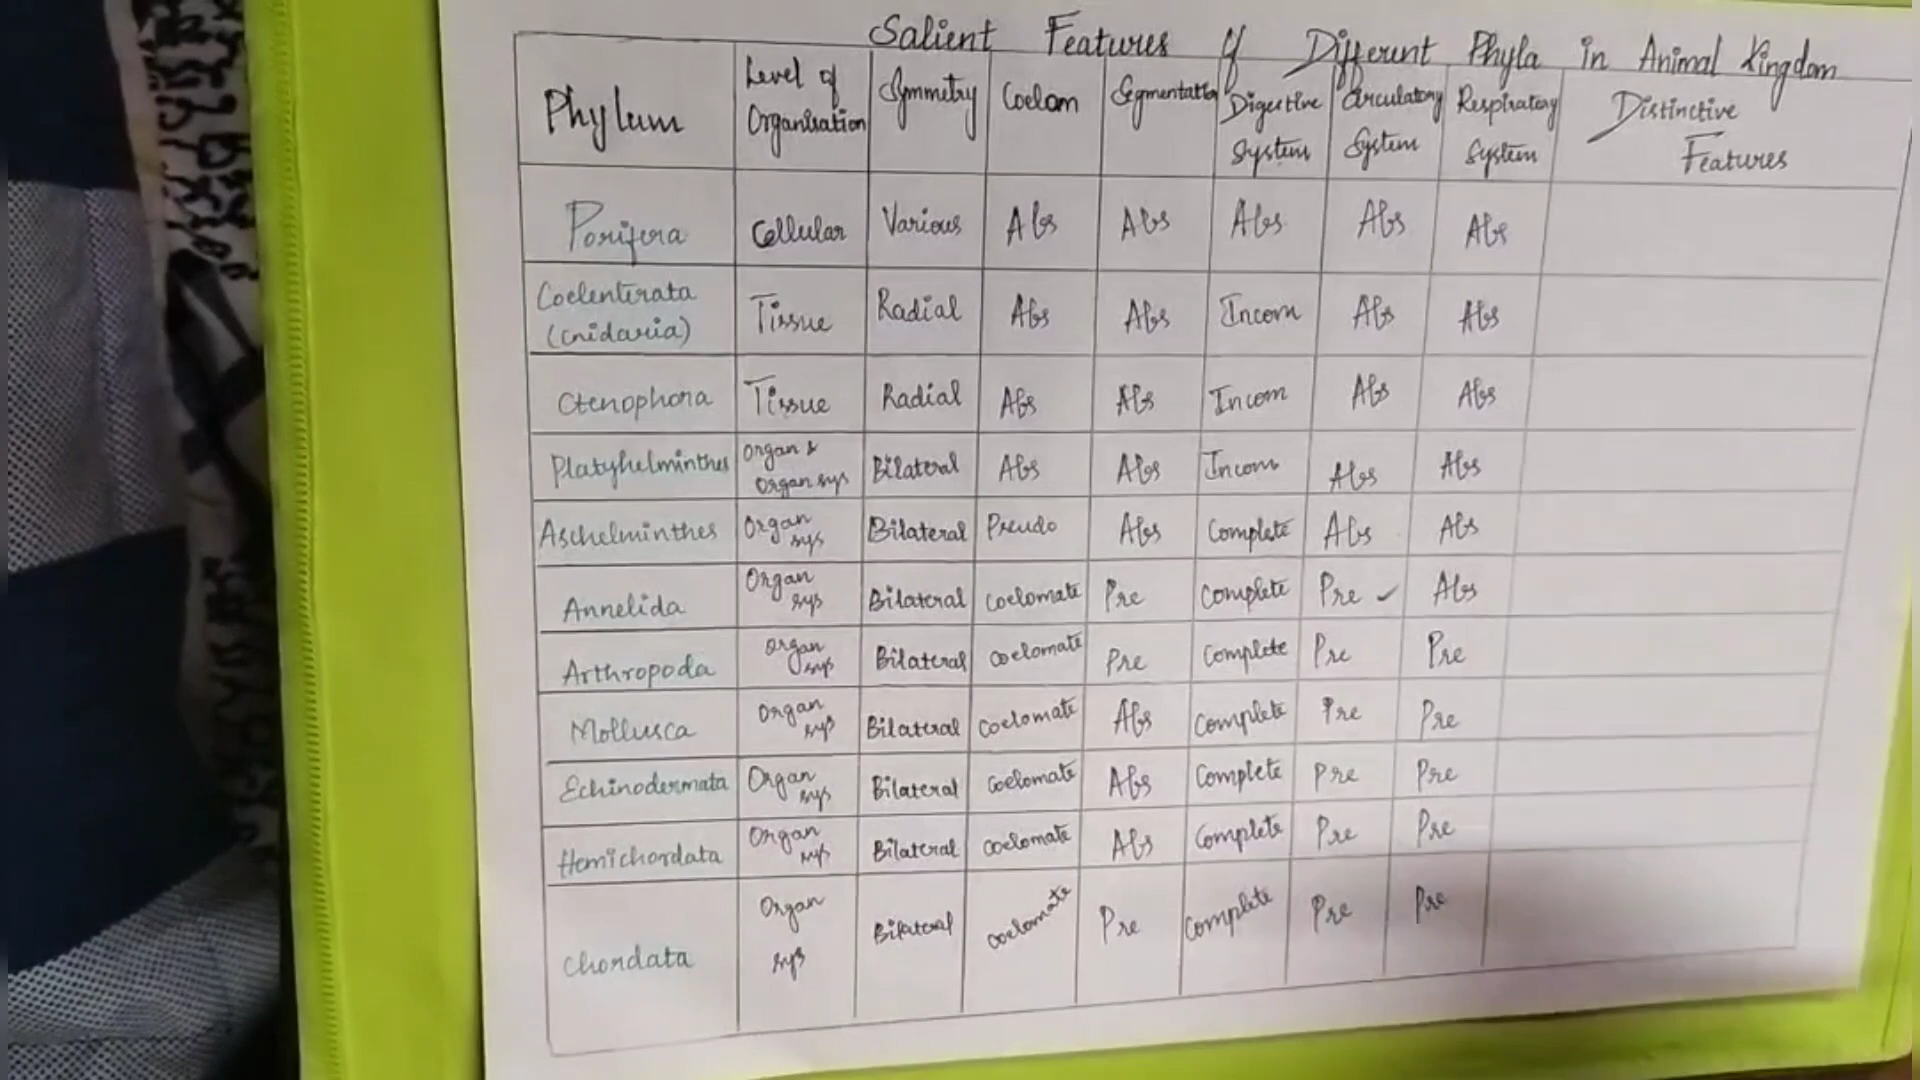 Salient Features of Different Phyla in Animal Kingdom
Phylum Level of Organisation Symmetry Coelom Segmentation Digestive System Circulatory System Respiratory System Distinctive Features
Porifera Cellular Various Abs Abs Abs Abs Abs
Coelenterata (Cnidaria) Tissue Radial Abs Abs Incom Abs Abs
Ctenophora Tissue Radial Abs Abs Incom Abs Abs
Platyhelminthes Organ & Organ sys Bilateral Abs Abs Incom Abs Abs
Aschelminthes Organ sys Bilateral Pseudo Abs Complete Abs Abs
Annelida Organ sys Bilateral Coelomate Pre Complete Pre ✓ Abs
Arthropoda Organ sys Bilateral Coelomate Pre Complete Pre Pre
Mollusca Organ sys Bilateral Coelomate Abs Complete Pre Pre
Echinodermata Organ sys Bilateral Coelomate Abs Complete Pre Pre
Hemichordata Organ sys Bilateral Coelomate Abs Complete Pre Pre
Chordata Organ sys Bilateral Coelomate Pre Complete Pre Pre